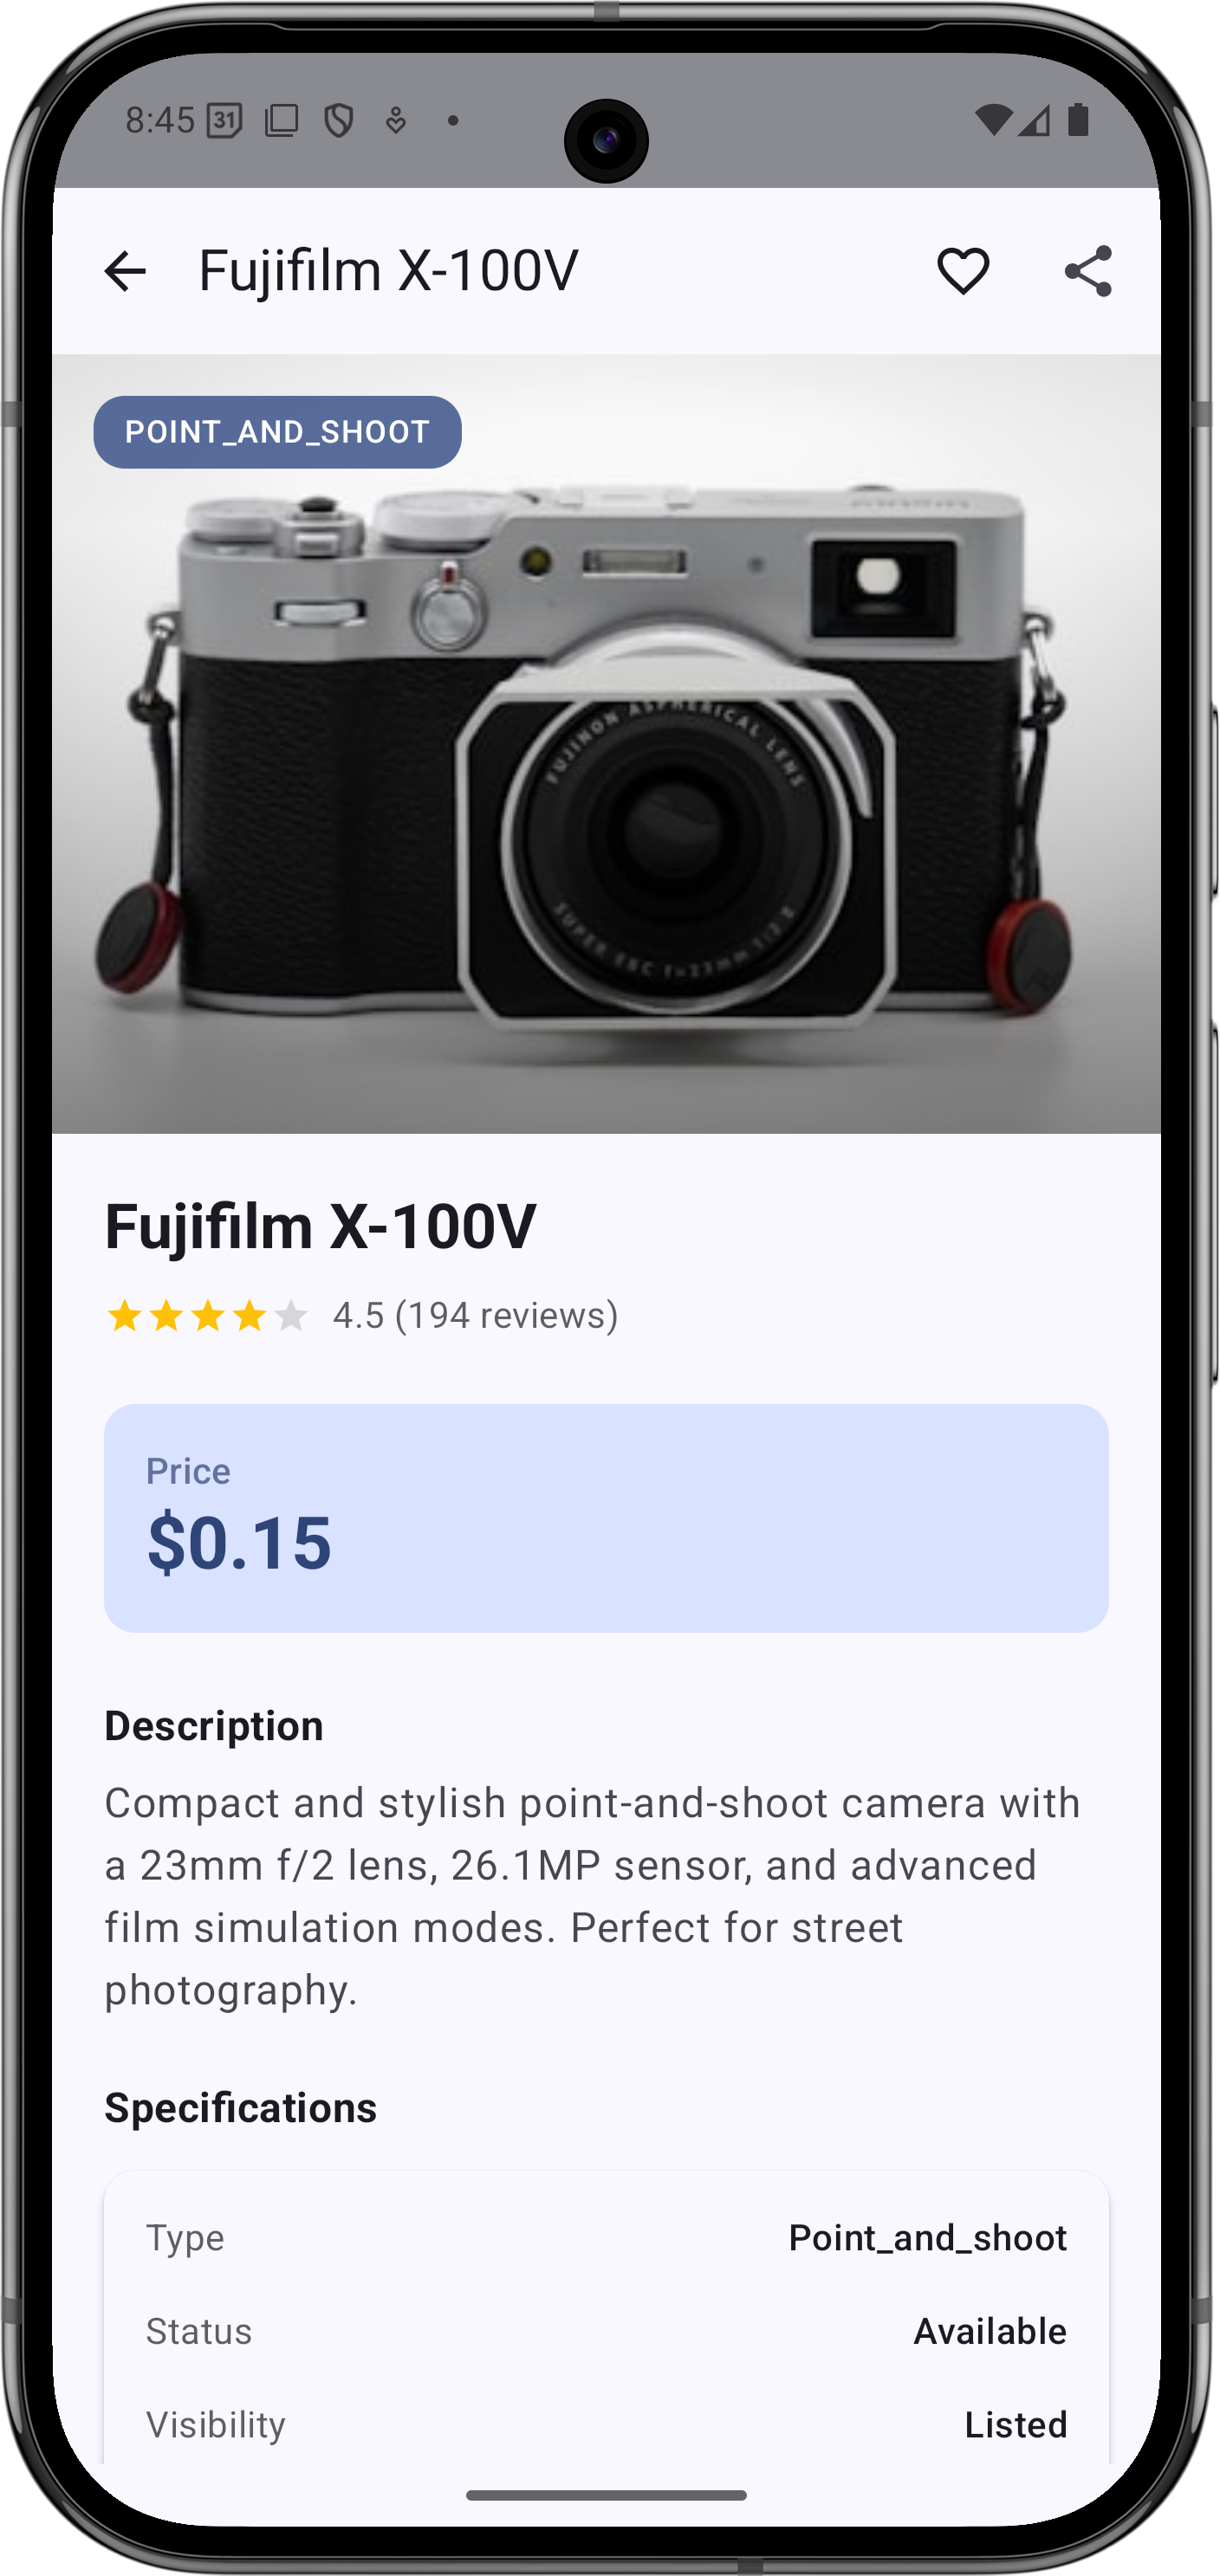 8:45 31
Fujifilm X-100V
POINT_AND_SHOOT
FUJINON ASPHERICAL LENS
SUPER EBC f=23mm 1:2 II
Fujifilm X-100V
4.5 (194 reviews)
Price
$0.15
Description
Compact and stylish point-and-shoot camera with
a 23mm f/2 lens, 26.1MP sensor, and advanced
film simulation modes. Perfect for street
photography.
Specifications
Type Point_and_shoot
Status Available
Visibility Listed